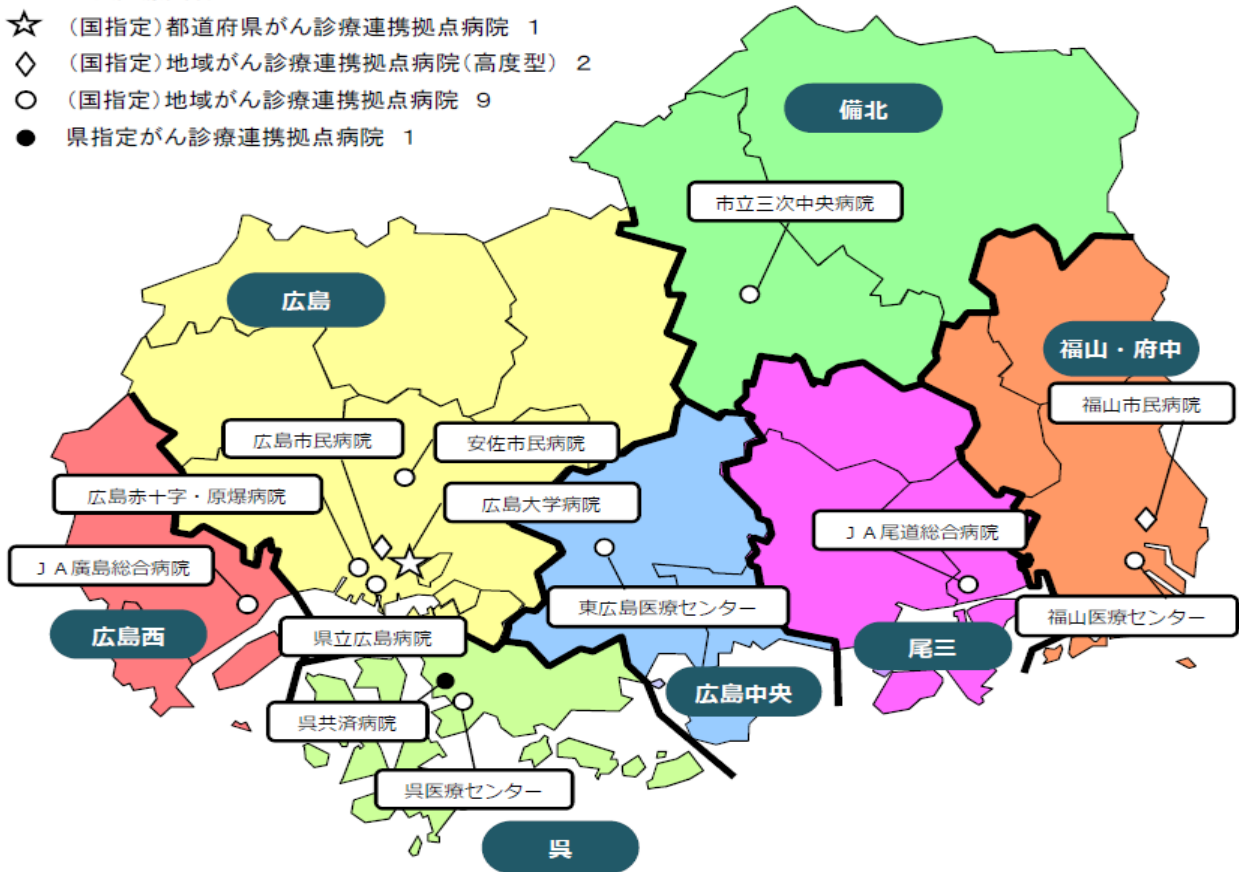 ☆ (国指定)都道府県がん診療連携拠点病院 1
◇ (国指定)地域がん診療連携拠点病院(高度型) 2
○ (国指定)地域がん診療連携拠点病院 9
● 県指定がん診療連携拠点病院 1
備北
市立三次中央病院
広島
福山・府中
福山市民病院
広島市民病院
安佐市民病院
広島赤十字・原爆病院
広島大学病院
JA尾道総合病院
JA廣島総合病院
東広島医療センター
福山医療センター
広島西
県立広島病院
尾三
広島中央
呉共済病院
呉医療センター
呉